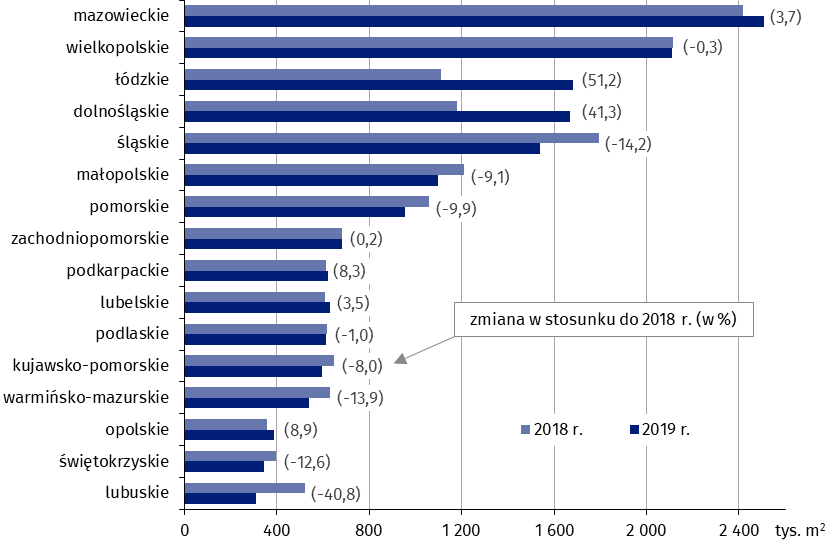 mazowieckie (3,7)
wielkopolskie (-0,3)
łódzkie (51,2)
dolnośląskie (41,3)
śląskie (-14,2)
małopolskie (-9,1)
pomorskie (-9,9)
zachodniopomorskie (0,2)
podkarpackie (8,3)
lubelskie (3,5)
zmiana w stosunku do 2018 r. (w %)
podlaskie (-1,0)
kujawsko-pomorskie (-8,0)
warmińsko-mazurskie (-13,9)
opolskie (8,9)
2018 r. 2019 r.
świętokrzyskie (-12,6)
lubuskie (-40,8)
0 400 800 1 200 1 600 2 000 2 400 tys. m²